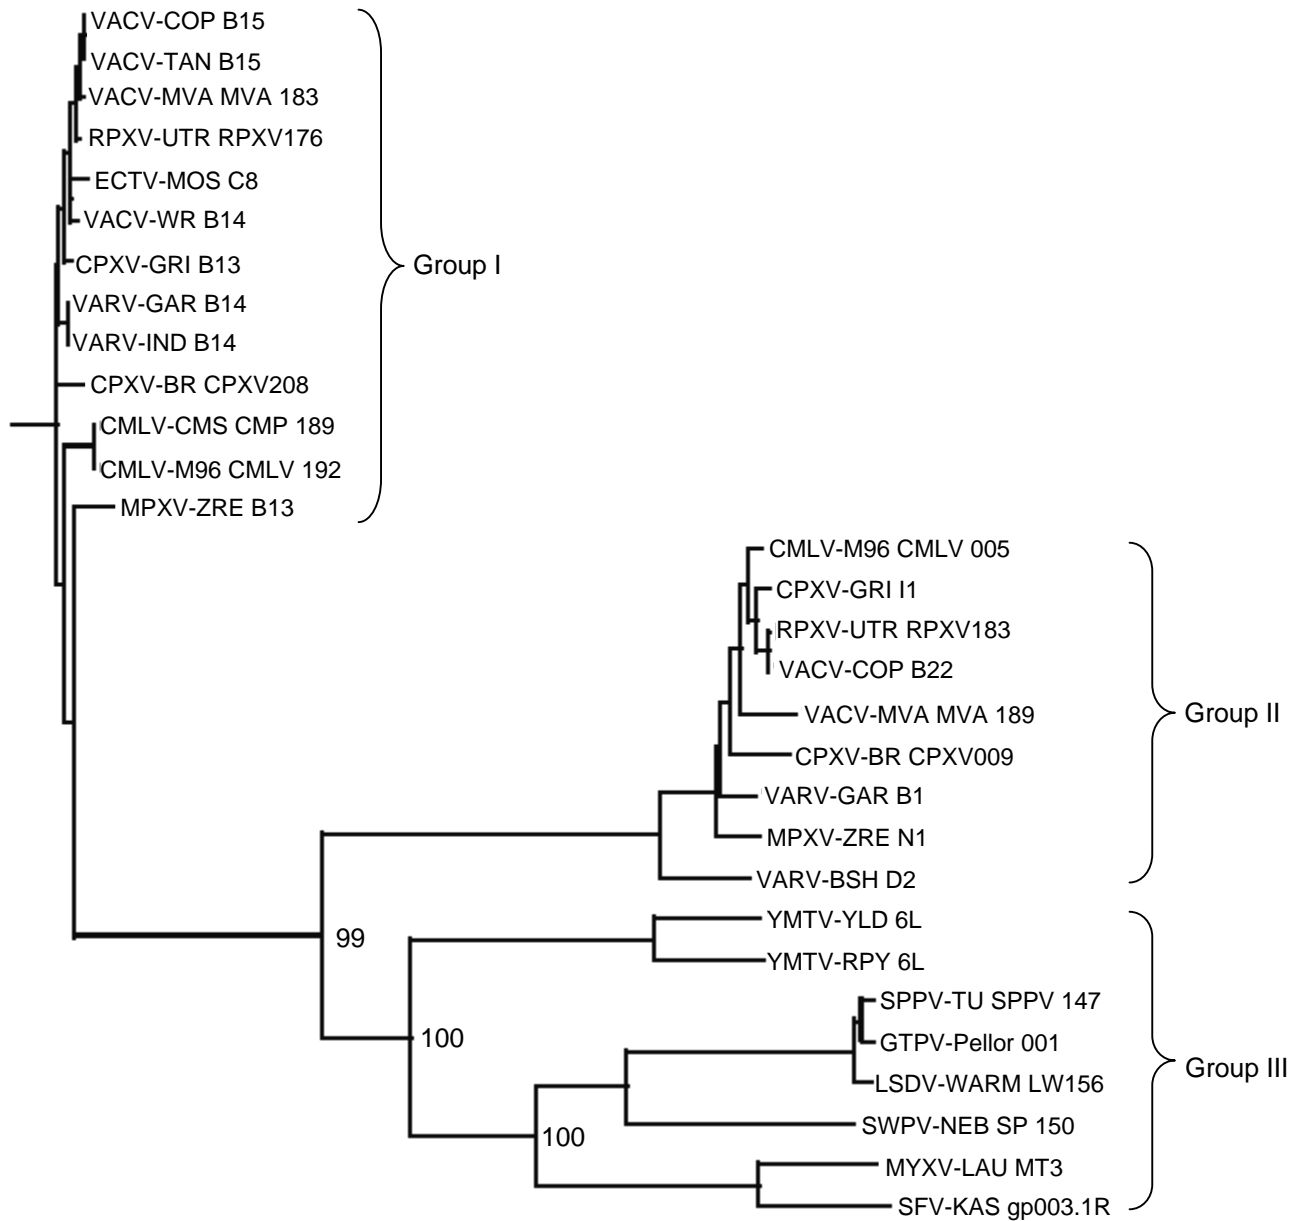 VACV-COP B15
VACV-TAN B15
VACV-MVA MVA 183
RPXV-UTR RPXV176
ECTV-MOS C8
VACV-WR B14
CPXV-GRI B13
Group I
VARV-GAR B14
VARV-IND B14
CPXV-BR CPXV208
CMLV-CMS CMP 189
CMLV-M96 CMLV 192
MPXV-ZRE B13
CMLV-M96 CMLV 005
CPXV-GRI I1
RPXV-UTR RPXV183
VACV-COP B22
VACV-MVA MVA 189
Group II
CPXV-BR CPXV009
VARV-GAR B1
MPXV-ZRE N1
VARV-BSH D2
YMTV-YLD 6L
99
YMTV-RPY 6L
SPPV-TU SPPV 147
100
GTPV-Pellor 001
Group III
LSDV-WARM LW156
SWPV-NEB SP 150
100
MYXV-LAU MT3
SFV-KAS gp003.1R